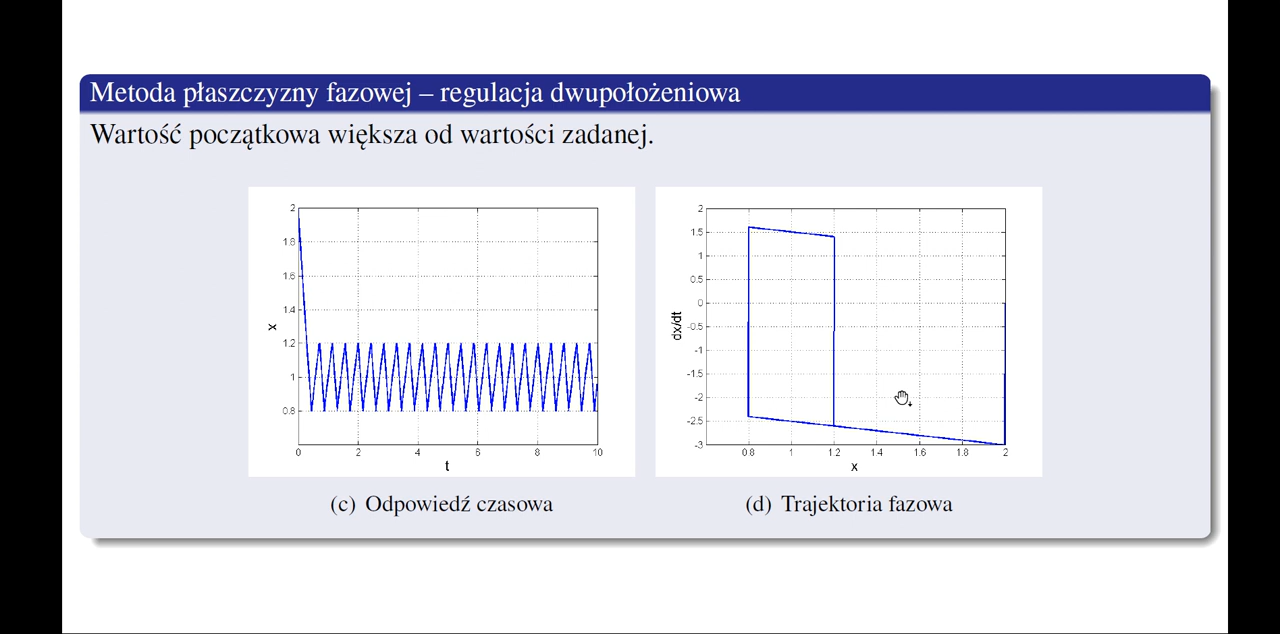 Metoda płaszczyzny fazowej – regulacja dwupołożeniowa
Wartość początkowa większa od wartości zadanej.
2
1.8
1.6
1.4
1.2
1
0.8
x
0 2 4 6 8 10
t
2
1.5
1
0.5
0
-0.5
-1
-1.5
-2
-2.5
-3
dx/dt
0.8 1 1.2 1.4 1.6 1.8 2
x
(c) Odpowiedź czasowa
(d) Trajektoria fazowa